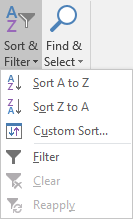 Sort & Find &
Filter Select
Sort A to Z
Sort Z to A
Custom Sort...
Filter
Clear
Reapply